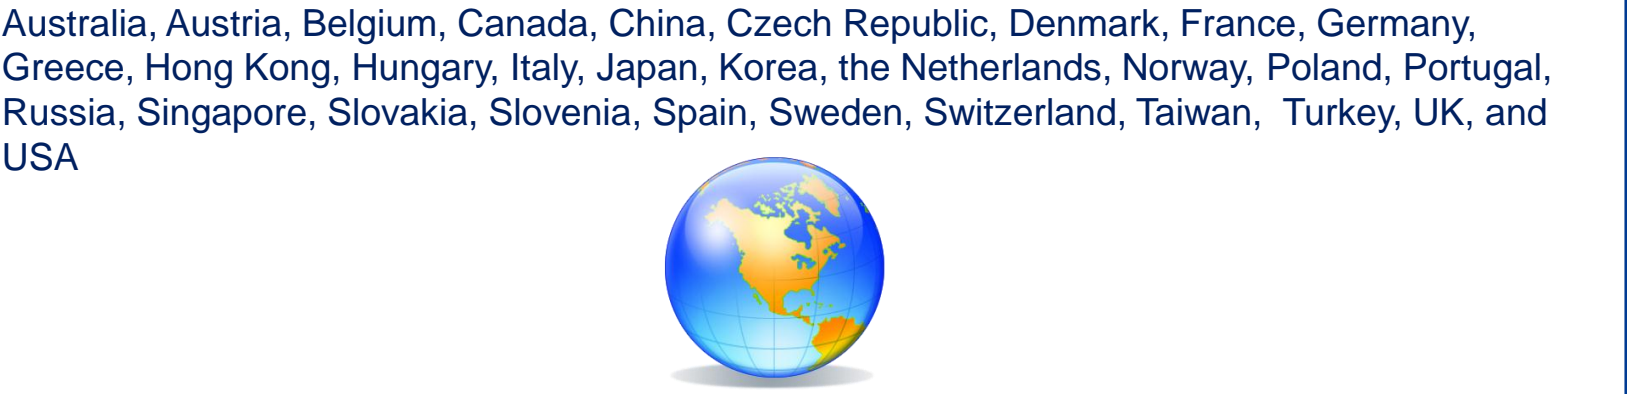 Australia, Austria, Belgium, Canada, China, Czech Republic, Denmark, France, Germany,
Greece, Hong Kong, Hungary, Italy, Japan, Korea, the Netherlands, Norway, Poland, Portugal,
Russia, Singapore, Slovakia, Slovenia, Spain, Sweden, Switzerland, Taiwan,  Turkey, UK, and
USA